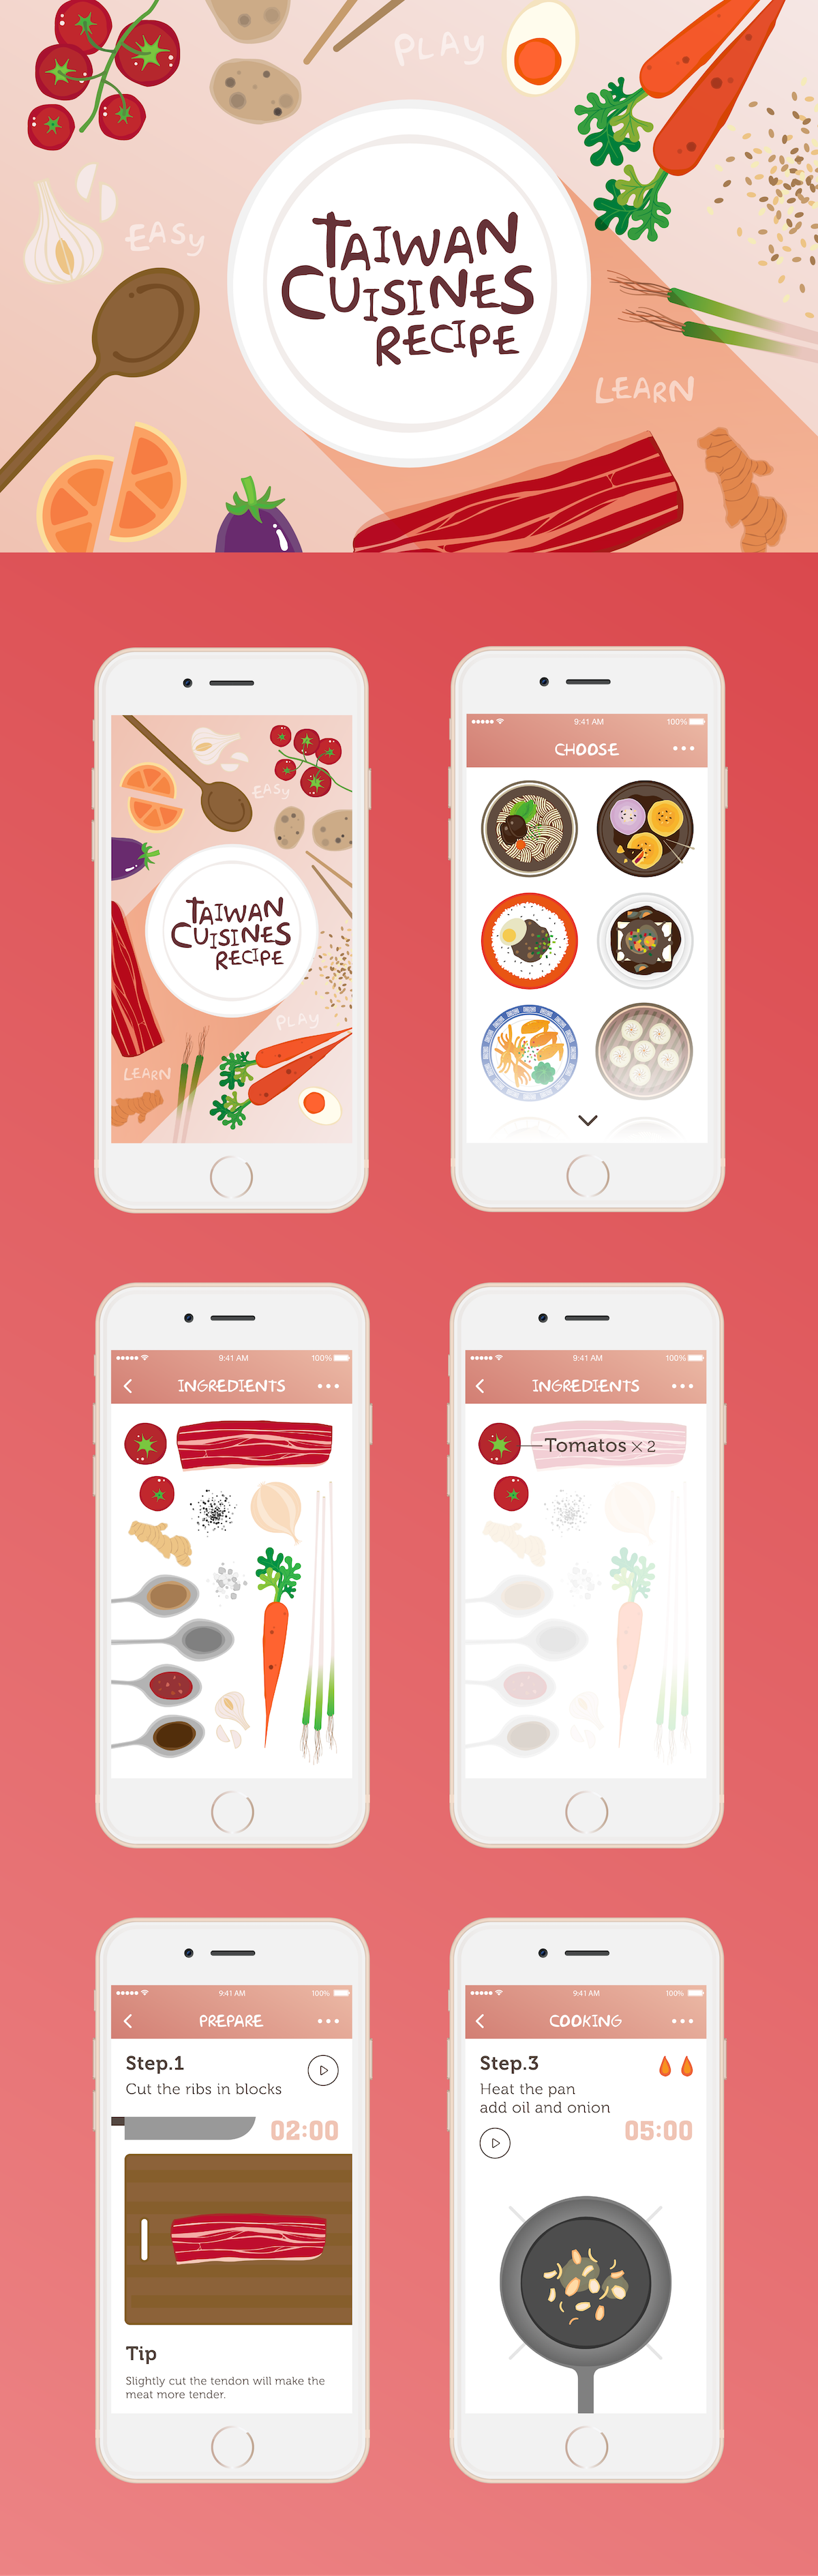 PLAY
EASY
TAIWAN
CUISINES
RECIPE
LEARN
EASY
TAIWAN
CUISINES
RECIPE
PLAY
LEARN
9:41 AM
100%
CHOOSE
9:41 AM
100%
INGREDIENTS
9:41 AM
100%
INGREDIENTS
Tomatos × 2
9:41 AM
100%
PREPARE
Step.1
Cut the ribs in blocks
02:00
Tip
Slightly cut the tendon will make the
meat more tender.
9:41 AM
100%
COOKING
Step.3
Heat the pan
add oil and onion
05:00